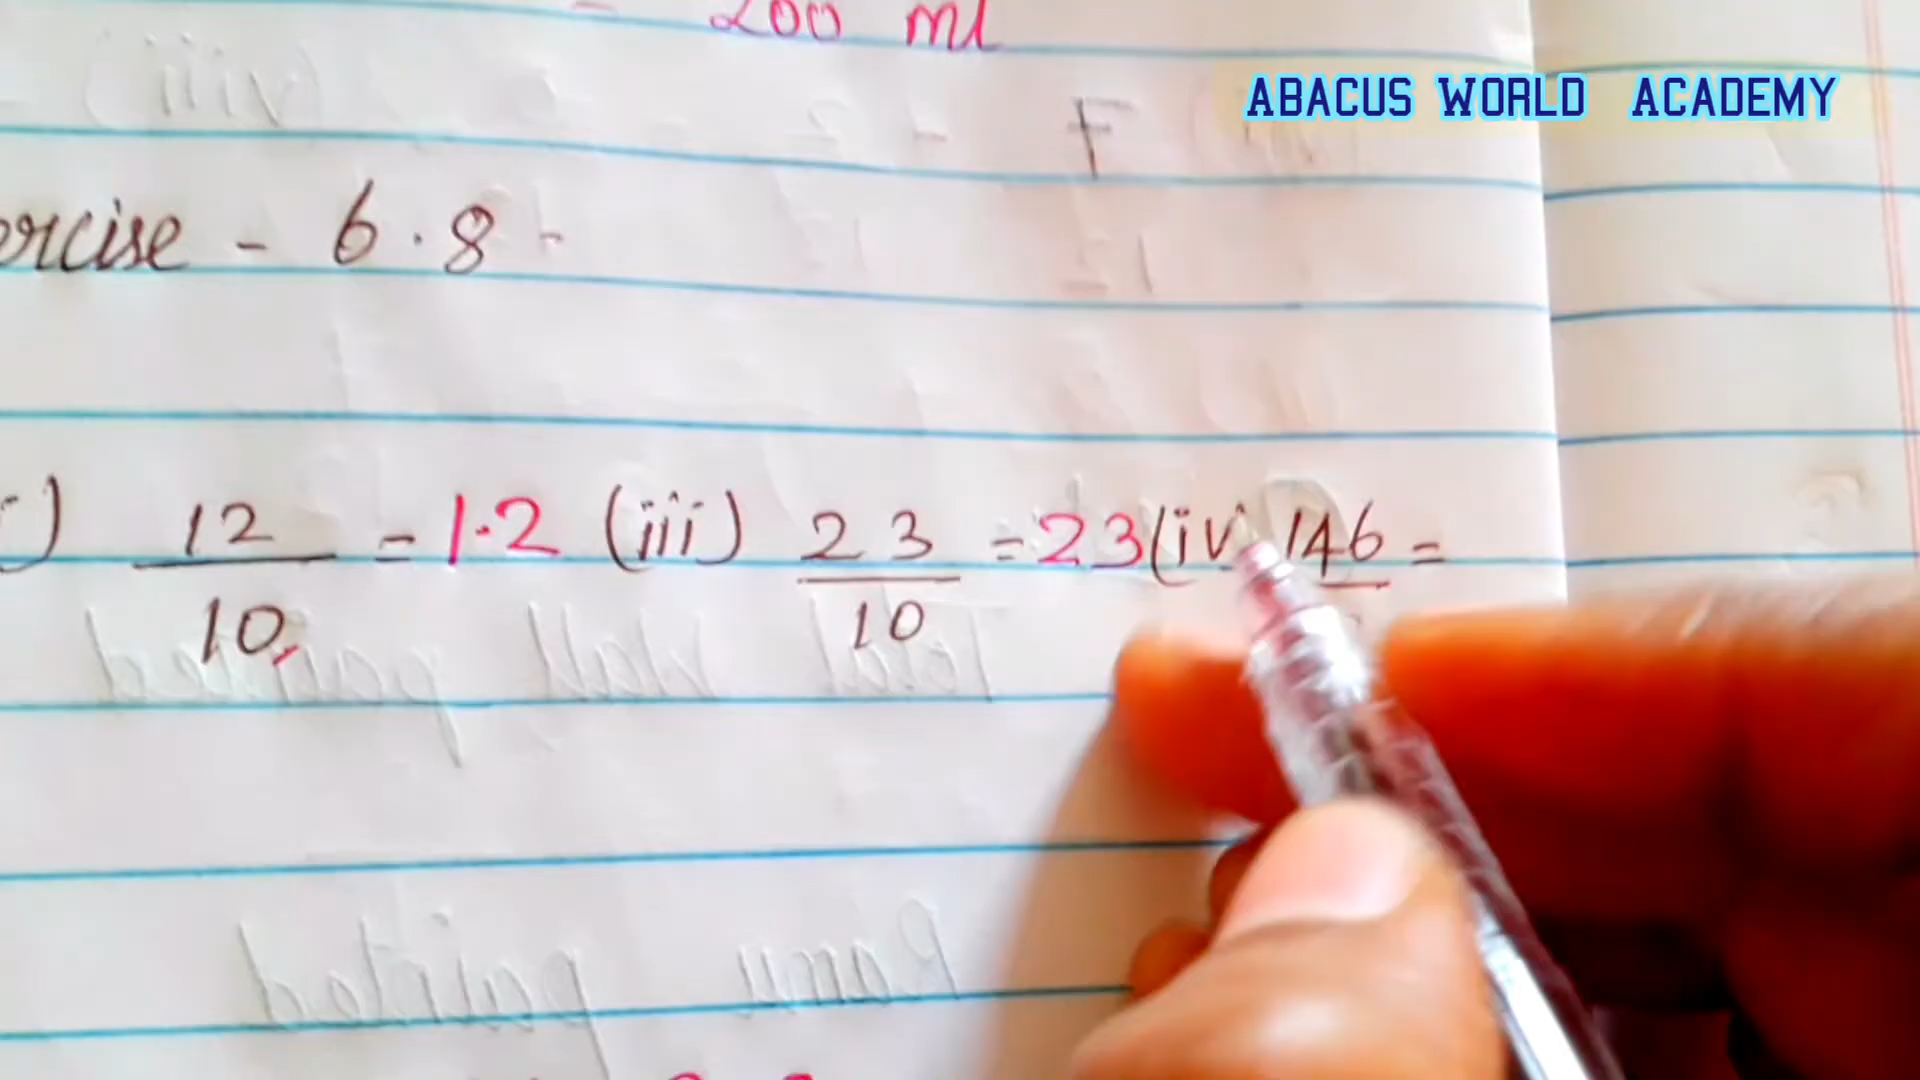 200 ml
ABACUS WORLD ACADEMY
ercise - 6.8 -
) 12/10 = 1.2 (iii) 23/10 = 23 (iv) 146 =